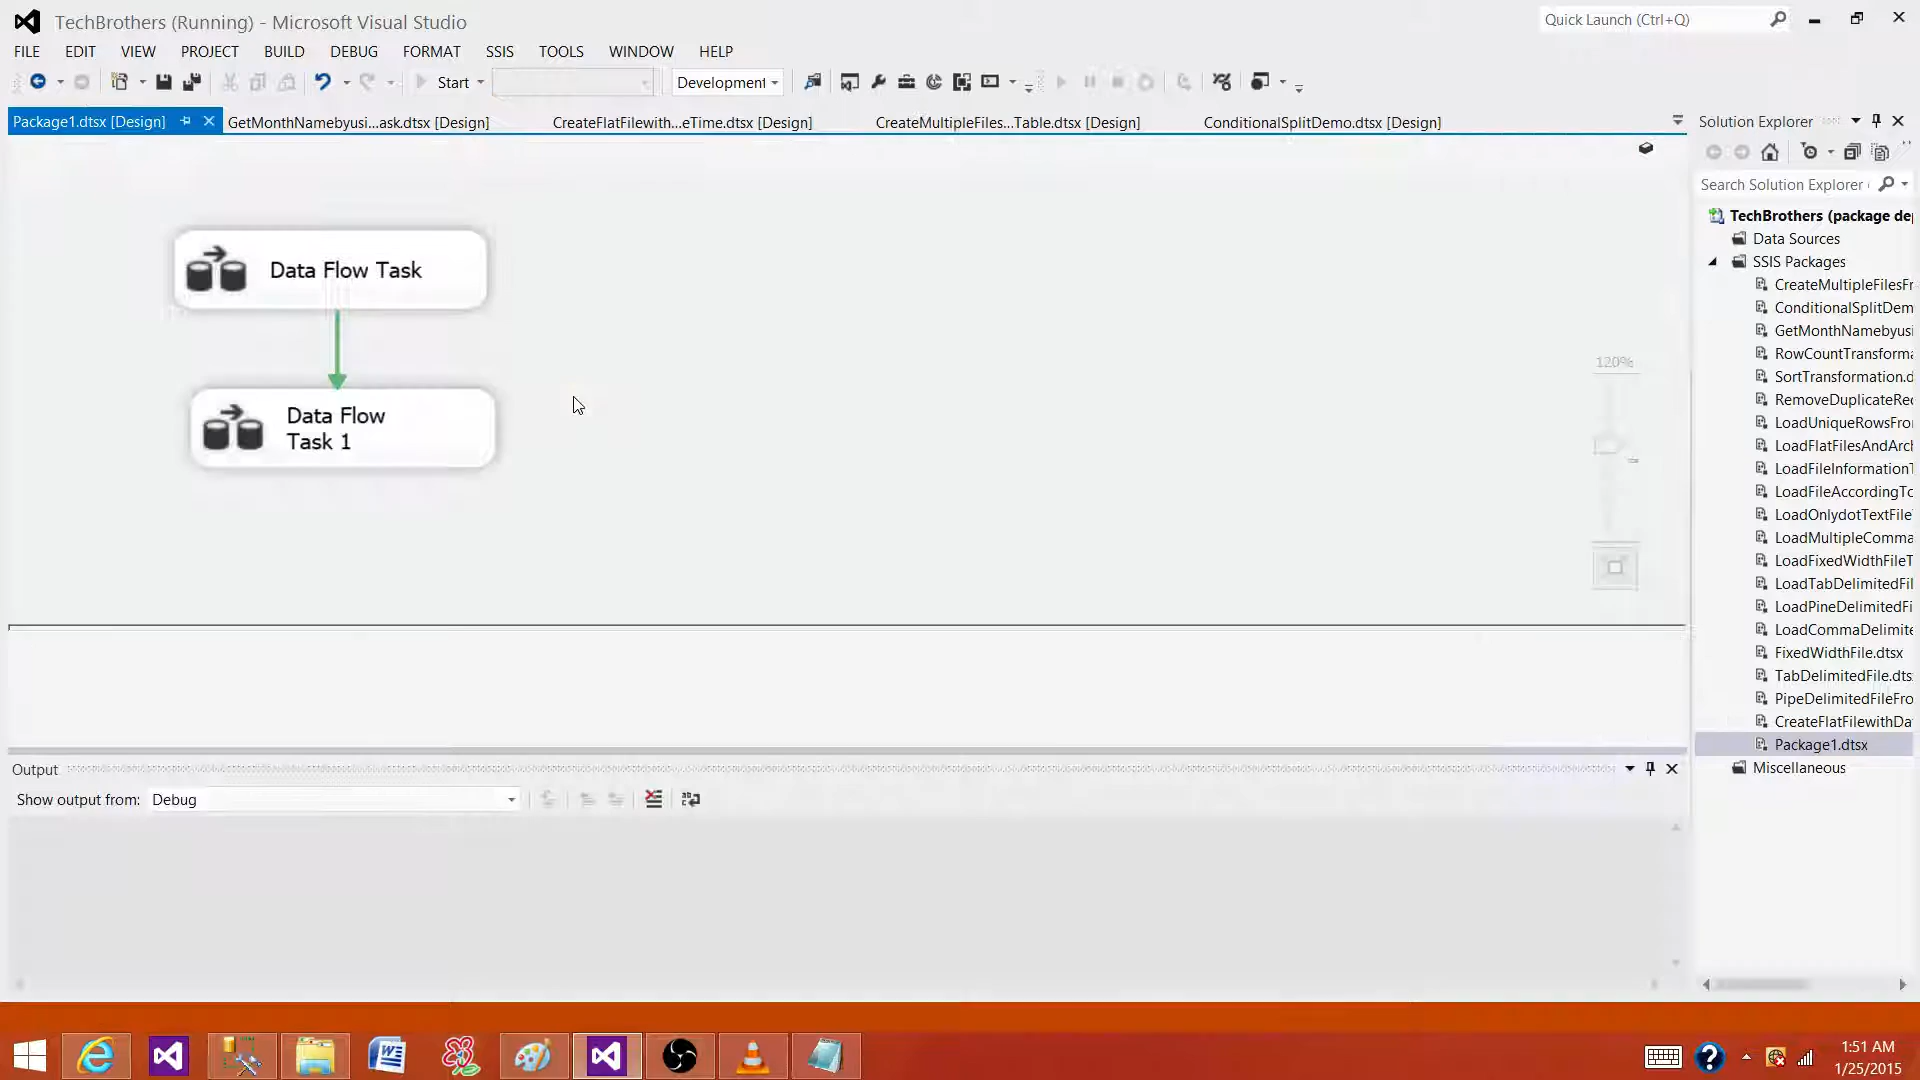 TechBrothers (Running) - Microsoft Visual Studio
Quick Launch (Ctrl+Q)
FILE EDIT VIEW PROJECT BUILD DEBUG FORMAT SSIS TOOLS WINDOW HELP
Start Development
Package1.dtsx [Design] GetMonthNamebyusi...ask.dtsx [Design] CreateFlatFilewith...eTime.dtsx [Design] CreateMultipleFiles...Table.dtsx [Design] ConditionalSplitDemo.dtsx [Design]
Solution Explorer
Search Solution Explorer
TechBrothers (package de
Data Sources
SSIS Packages
CreateMultipleFilesFr
ConditionalSplitDem
GetMonthNamebyusi
RowCountTransforma
SortTransformation.d
RemoveDuplicateRec
LoadUniqueRowsFro
LoadFlatFilesAndArc
LoadFileInformationT
LoadFileAccordingTo
LoadOnlydotTextFile
LoadMultipleComma
LoadFixedWidthFileT
LoadTabDelimitedFil
LoadPineDelimitedFi
LoadCommaDelimite
FixedWidthFile.dtsx
TabDelimitedFile.dts
PipeDelimitedFileFro
CreateFlatFilewithDa
Package1.dtsx
Miscellaneous
Data Flow Task
Data Flow
Task 1
120%
Output
Show output from: Debug
1:51 AM
1/25/2015